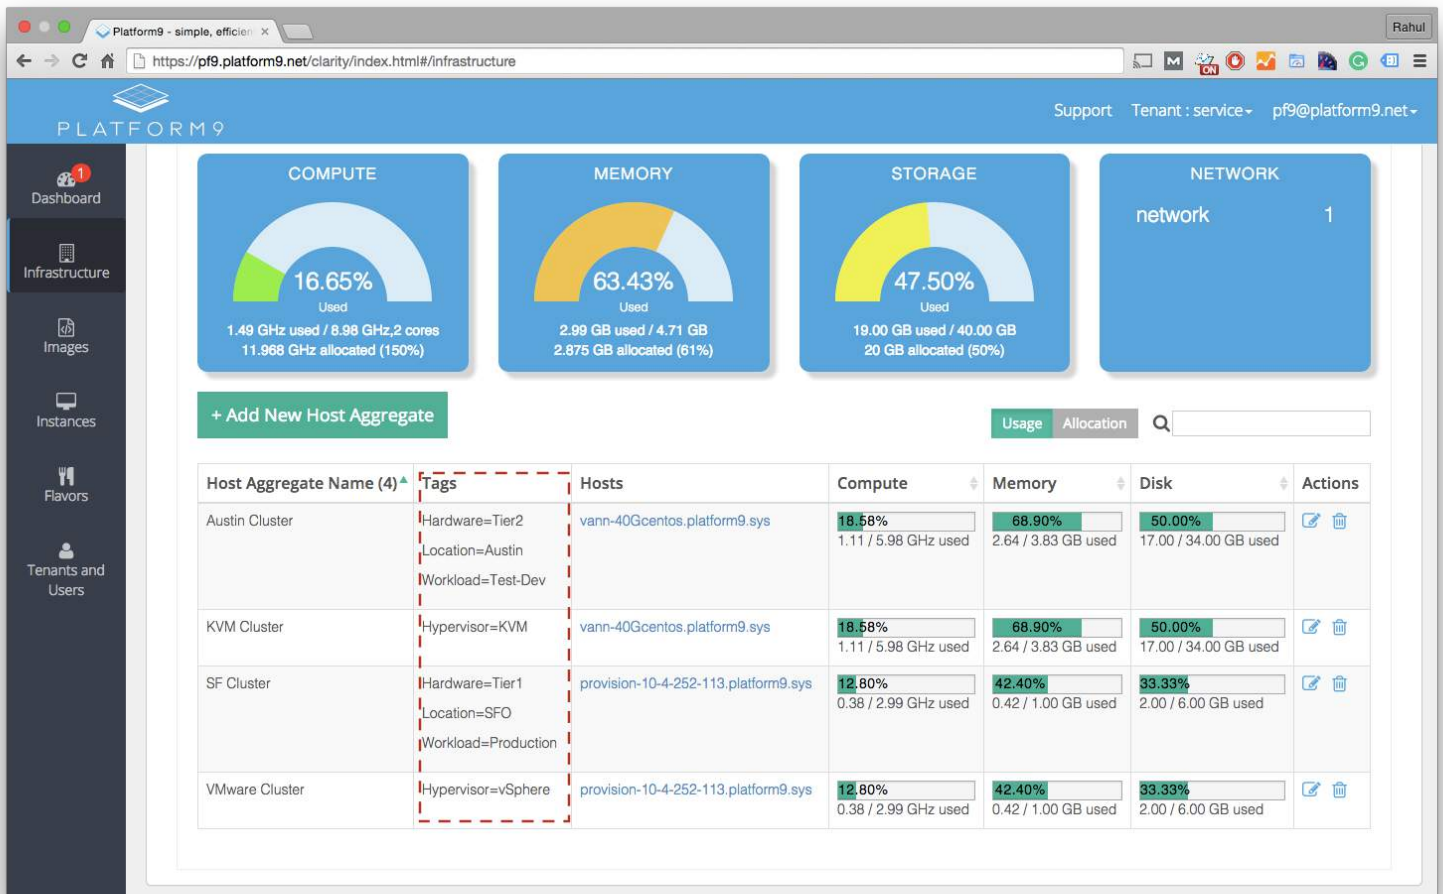 Platform9 - simple, efficien
Rahul
https://pf9.platform9.net/clarity/index.html#/infrastructure
M
ON
G
PLATFORM9
Support Tenant : service pf9@platform9.net
1
Dashboard
Infrastructure
Images
Instances
Flavors
Tenants and
Users
COMPUTE
16.65%
Used
1.49 GHz used / 8.98 GHz,2 cores
11.968 GHz allocated (150%)
MEMORY
63.43%
Used
2.99 GB used / 4.71 GB
2.875 GB allocated (61%)
STORAGE
47.50%
Used
19.00 GB used / 40.00 GB
20 GB allocated (50%)
NETWORK
network 1
+ Add New Host Aggregate
Usage Allocation
Host Aggregate Name (4) Tags Hosts Compute Memory Disk Actions
Austin Cluster Hardware=Tier2 vann-40Gcentos.platform9.sys 18.58% 68.90% 50.00%
1.11 / 5.98 GHz used 2.64 / 3.83 GB used 17.00 / 34.00 GB used
Location=Austin
Workload=Test-Dev
KVM Cluster Hypervisor=KVM vann-40Gcentos.platform9.sys 18.58% 68.90% 50.00%
1.11 / 5.98 GHz used 2.64 / 3.83 GB used 17.00 / 34.00 GB used
SF Cluster Hardware=Tier1 provision-10-4-252-113.platform9.sys 12.80% 42.40% 33.33%
0.38 / 2.99 GHz used 0.42 / 1.00 GB used 2.00 / 6.00 GB used
Location=SFO
Workload=Production
VMware Cluster Hypervisor=vSphere provision-10-4-252-113.platform9.sys 12.80% 42.40% 33.33%
0.38 / 2.99 GHz used 0.42 / 1.00 GB used 2.00 / 6.00 GB used